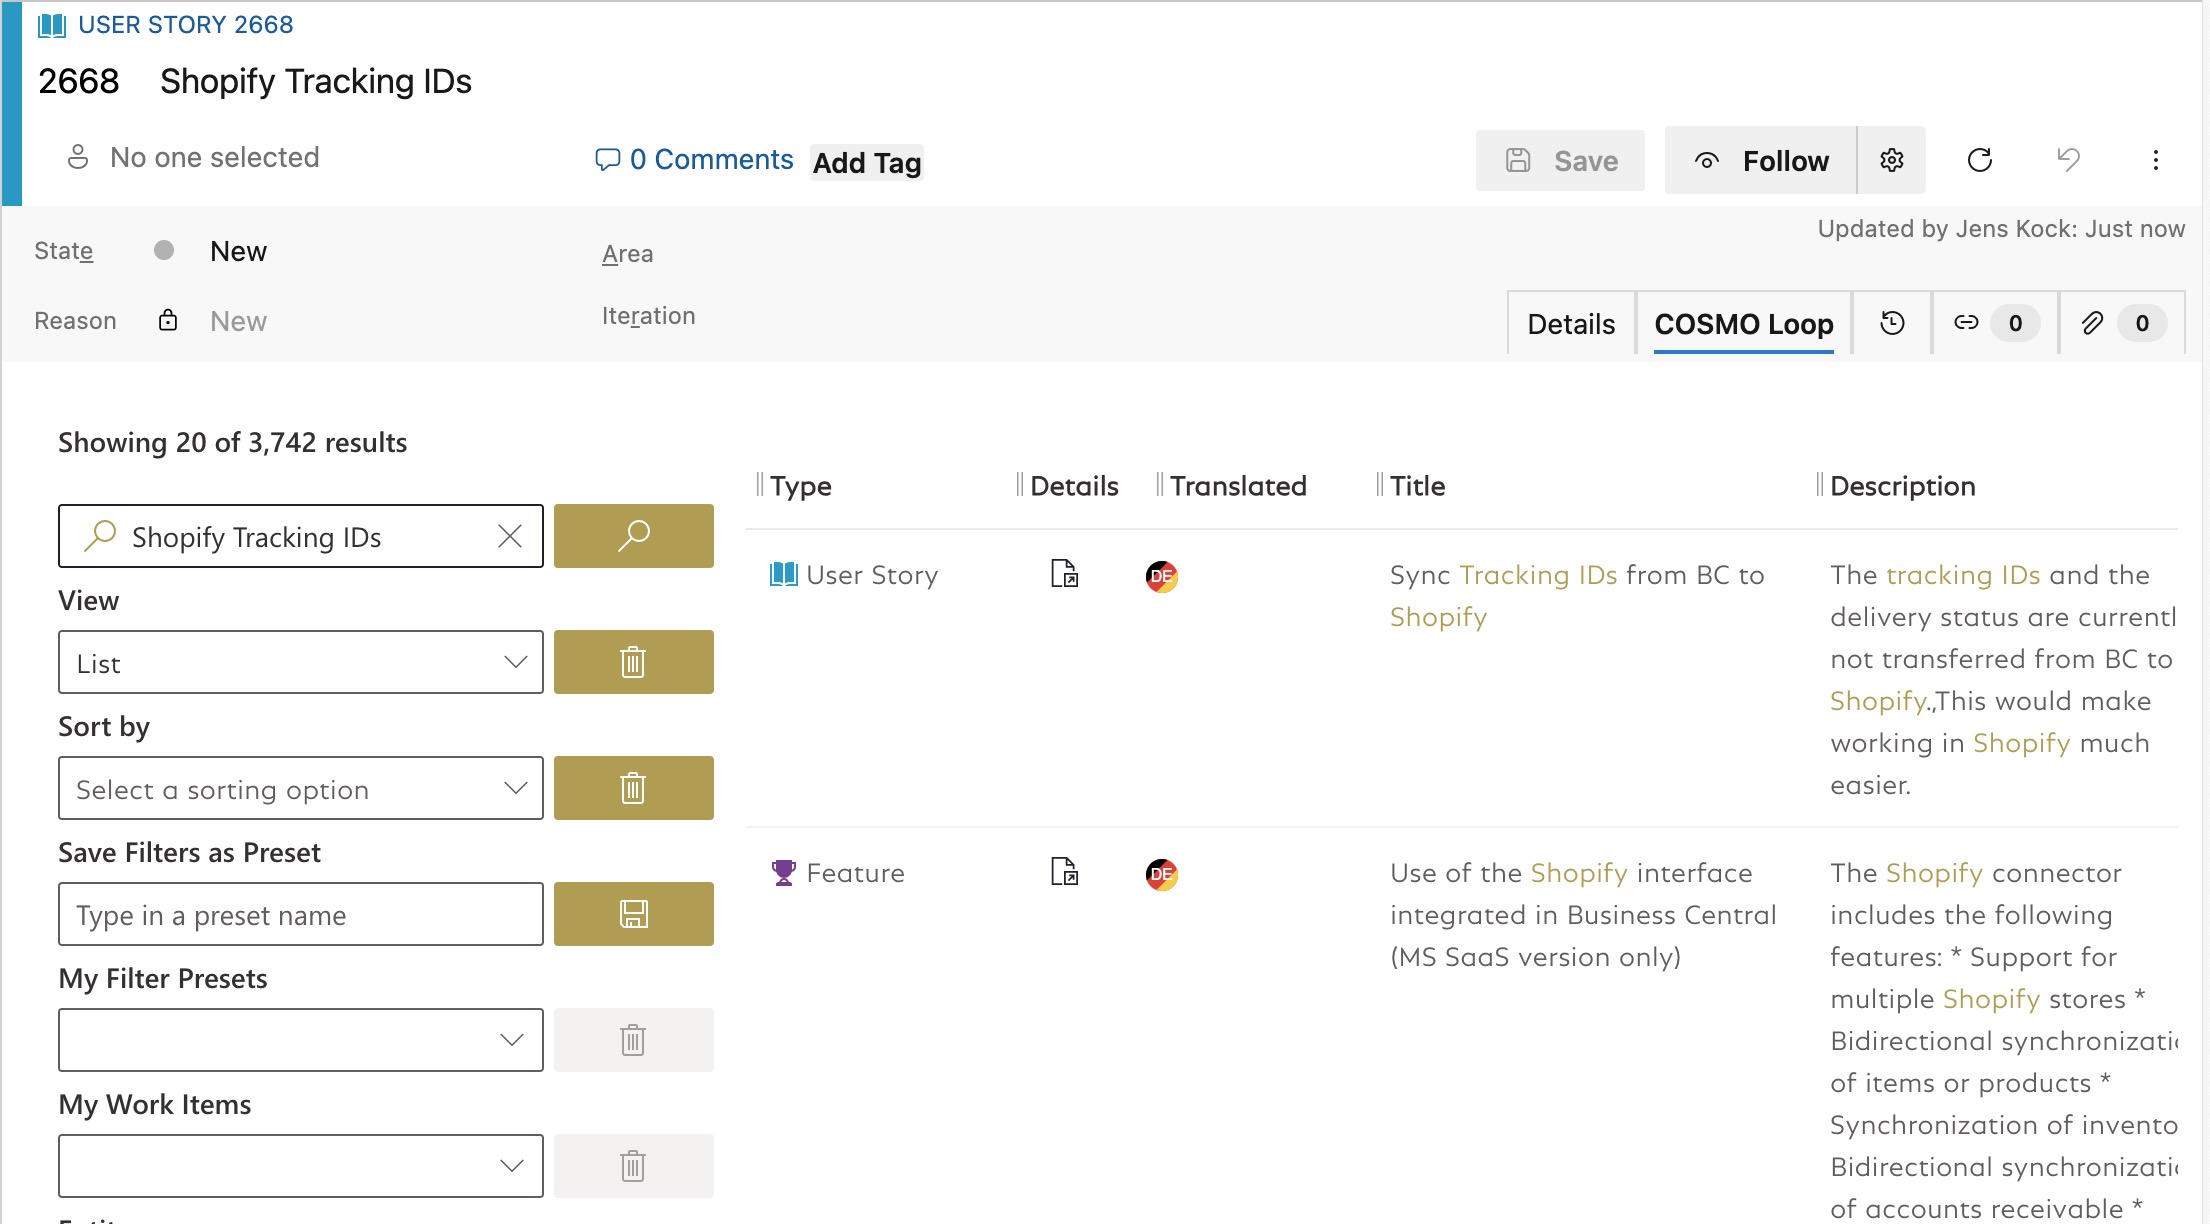 USER STORY 2668
2668 Shopify Tracking IDs
No one selected
0 Comments
Add Tag
Save
Follow
State
New
Area
Updated by Jens Kock: Just now
Reason
New
Iteration
Details
COSMO Loop
0
0
Showing 20 of 3,742 results
Shopify Tracking IDs
View
List
Sort by
Select a sorting option
Save Filters as Preset
Type in a preset name
My Filter Presets
My Work Items
Type
Details
Translated
Title
Description
User Story
DE
Sync Tracking IDs from BC to
Shopify
The tracking IDs and the
delivery status are currentl
not transferred from BC to
Shopify.,This would make
working in Shopify much
easier.
Feature
DE
Use of the Shopify interface
integrated in Business Central
(MS SaaS version only)
The Shopify connector
includes the following
features: * Support for
multiple Shopify stores *
Bidirectional synchronizati
of items or products *
Synchronization of invento
Bidirectional synchronizati
of accounts receivable *